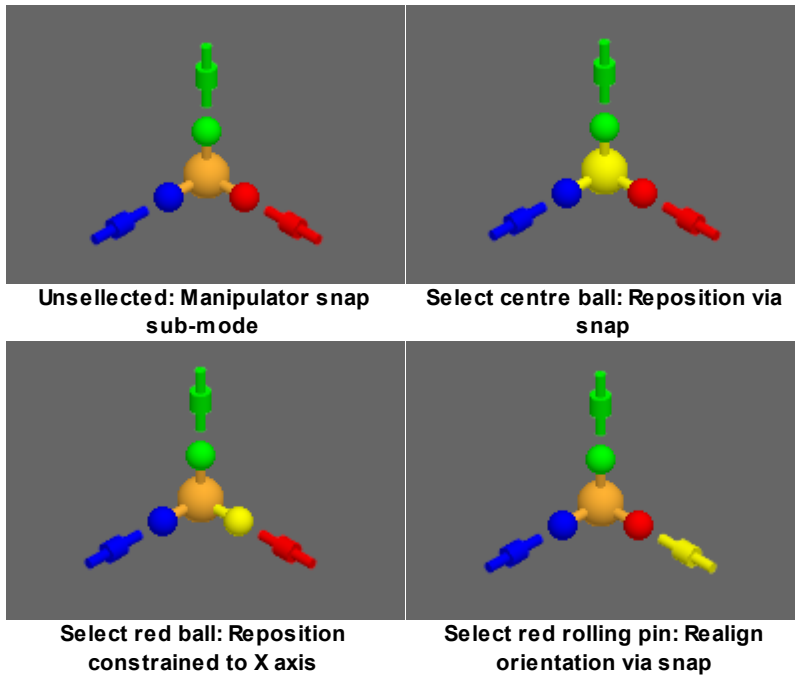 Unsellected: Manipulator snap
sub-mode
Select centre ball: Reposition via
snap
Select red ball: Reposition
constrained to X axis
Select red rolling pin: Realign
orientation via snap